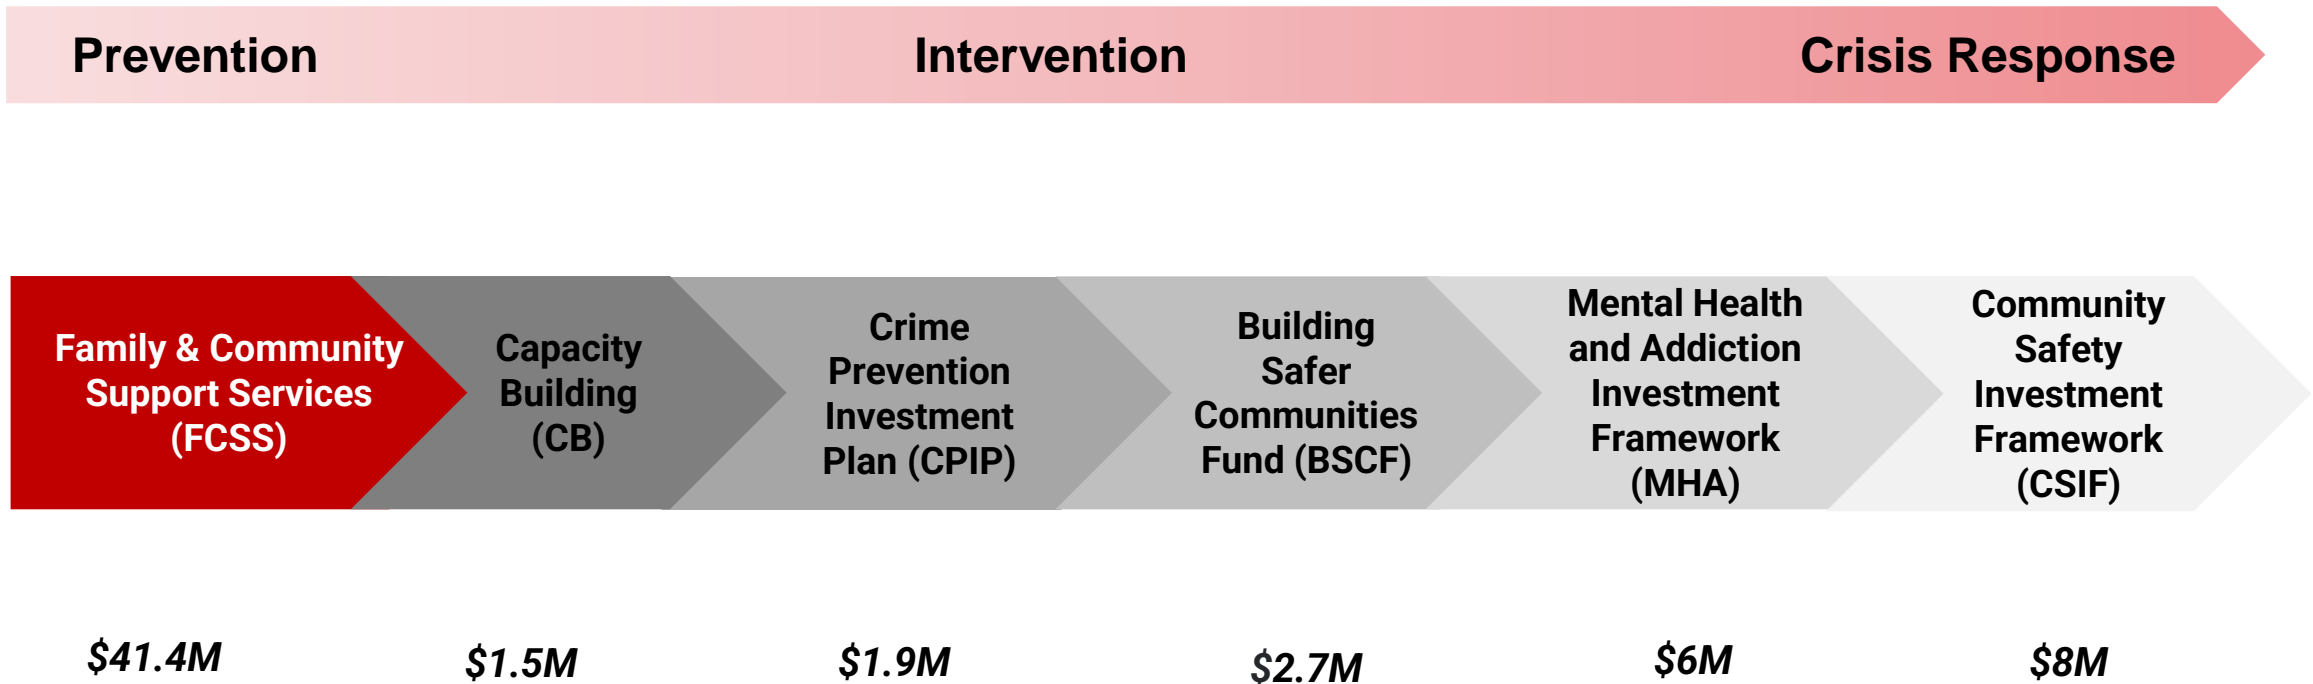 Prevention
Intervention
Crisis Response
Family & Community
Support Services
(FCSS)
Capacity
Building
(CB)
Crime
Prevention
Investment
Plan (CPIP)
Building
Safer
Communities
Fund (BSCF)
Mental Health
and Addiction
Investment
Framework
(MHA)
Community
Safety
Investment
Framework
(CSIF)
$41.4M
$1.5M
$1.9M
$2.7M
$6M
$8M